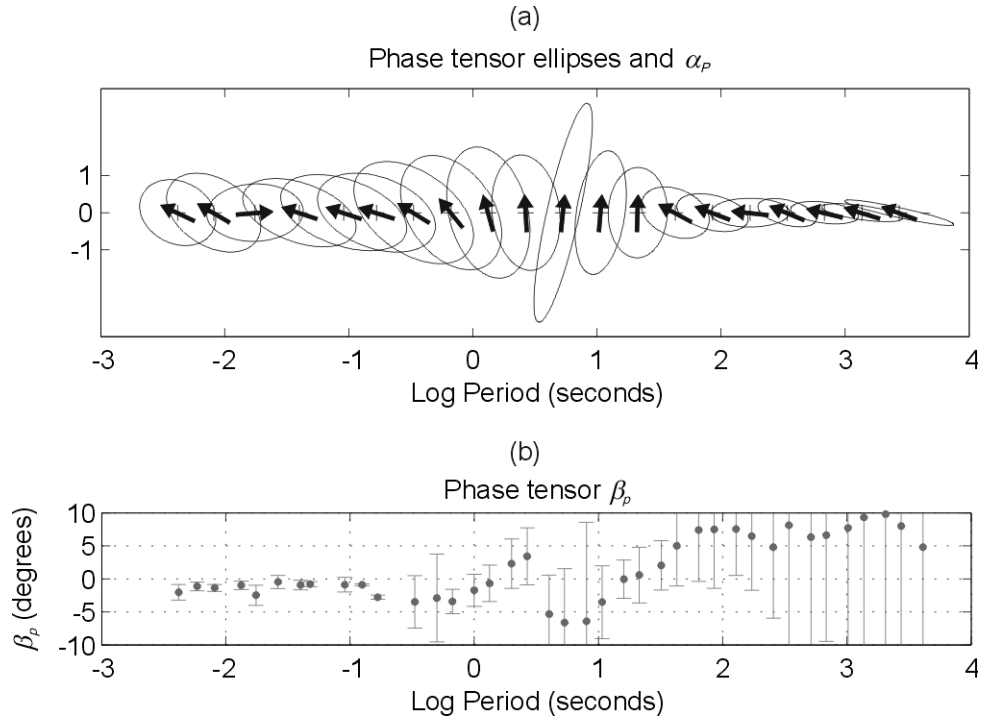 (a)
Phase tensor ellipses and αP
1
0
-1
-3 -2 -1 0 1 2 3 4
Log Period (seconds)
(b)
Phase tensor βp
βp (degrees)
10
5
0
-5
-10
-3 -2 -1 0 1 2 3 4
Log Period (seconds)